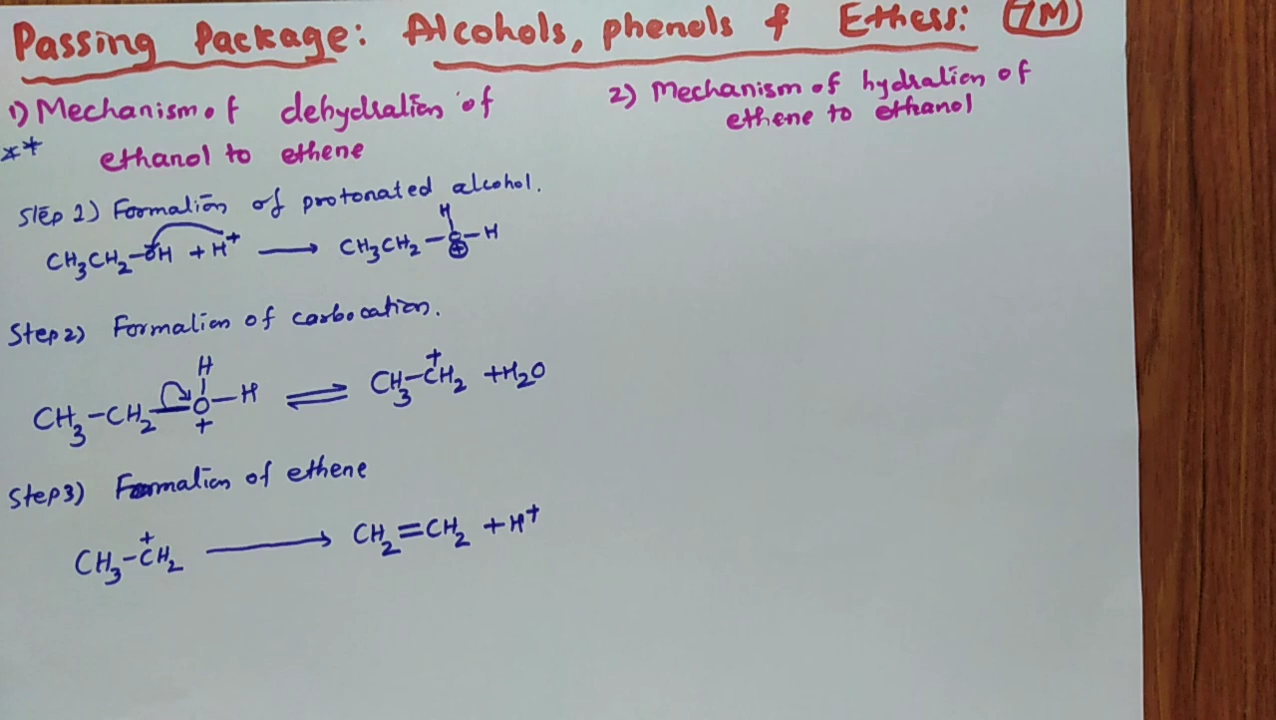 Passing Package: Alcohols, phenols & Ethers: (7M)
1) Mechanism of dehydration of
** ethanol to ethene
Step 1) Formation of protonated alcohol.
H
CH₃CH₂-OH + H⁺ ⟶ CH₃CH₂-O-H
⊕
Step 2) Formation of carbocation.
H
CH₃-CH₂-O-H ⇌ CH₃-CH₂ + H₂O
+ +
Step 3) Formation of ethene
+
CH₃-CH₂ ⟶ CH₂=CH₂ + H⁺
2) Mechanism of hydration of
ethene to ethanol